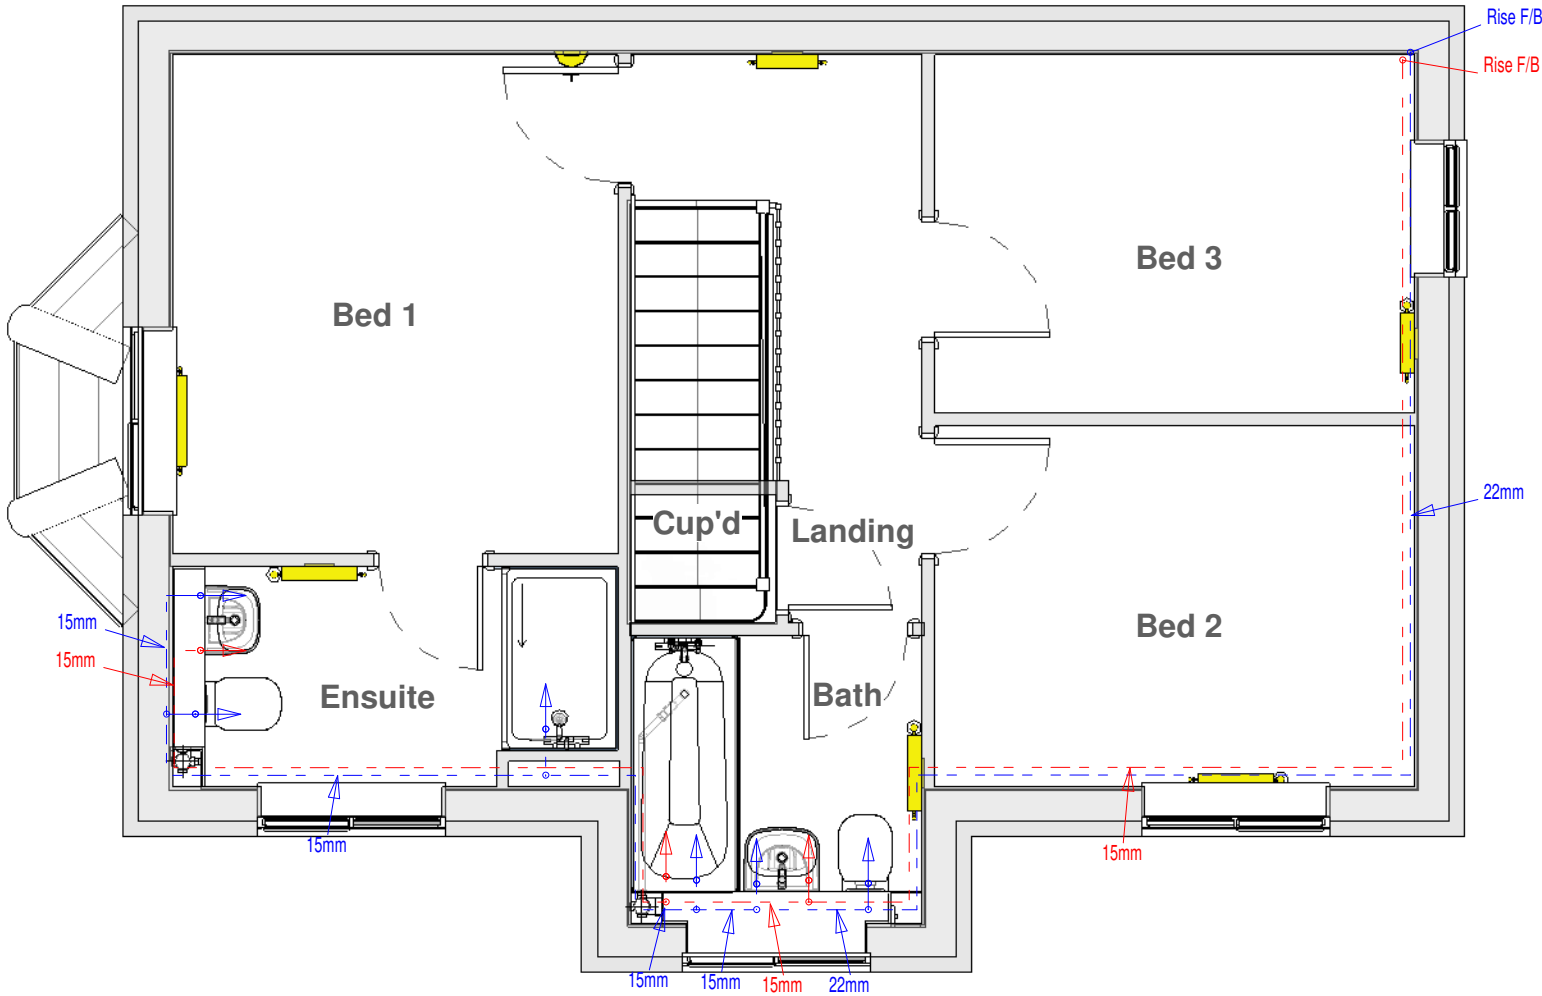 Rise F/B
Rise F/B
Bed 3
Bed 1
22mm
Cup'd
Landing
15mm
Bed 2
15mm
Ensuite
Bath
15mm
15mm
15mm
15mm
15mm
22mm